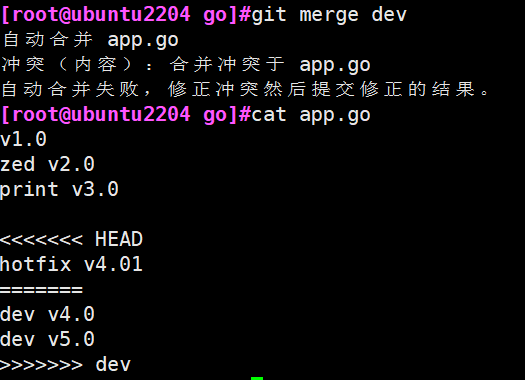 [root@ubuntu2204 go]#git merge dev
自动合并 app.go
冲突（内容）：合并冲突于 app.go
自动合并失败，修正冲突然后提交修正的结果。
[root@ubuntu2204 go]#cat app.go
v1.0
zed v2.0
print v3.0
<<<<<<< HEAD
hotfix v4.01
=======
dev v4.0
dev v5.0
>>>>>>> dev